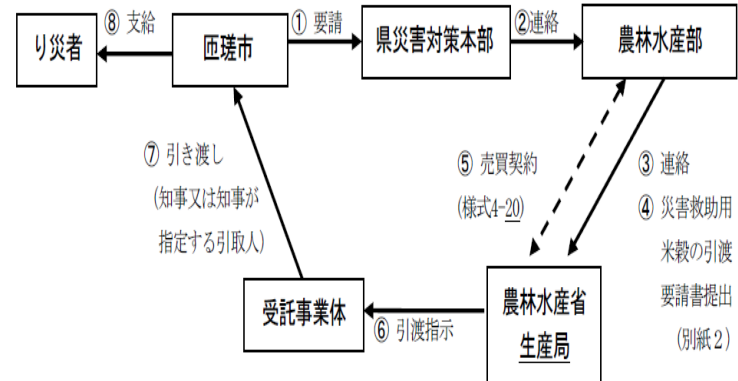 り災者
⑧ 支給
匝瑳市
① 要請
県災害対策本部
②連絡
農林水産部
⑦ 引き渡し
(知事又は知事が
指定する引取人)
⑤ 売買契約
(様式4-20)
③ 連絡
④ 災害救助用
米穀の引渡
要請書提出
(別紙2)
受託事業体
⑥ 引渡指示
農林水産省
生産局